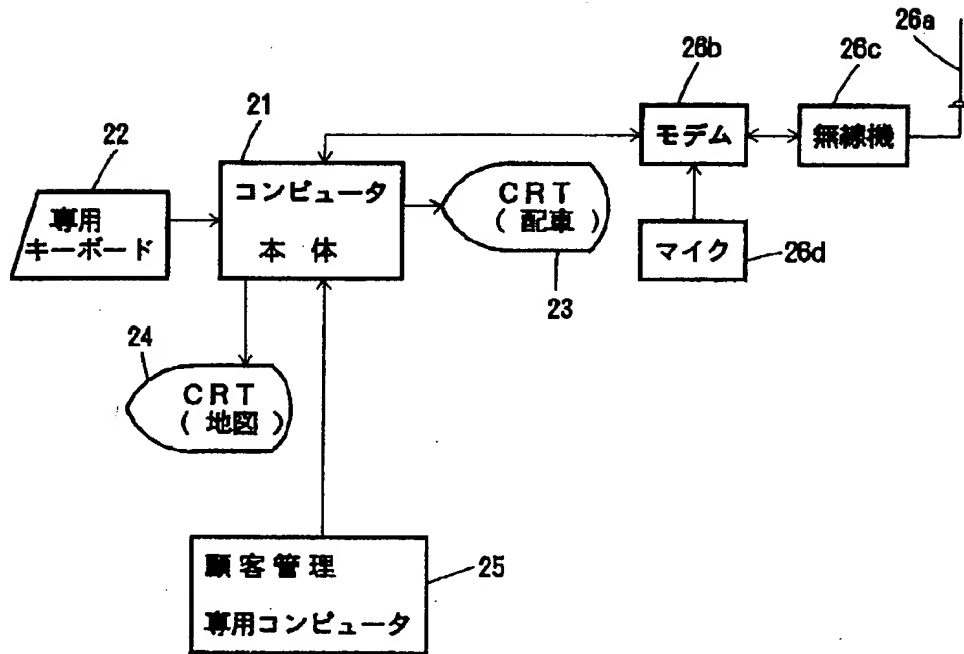 26a
26b
26c
21
22
モデム
無線機
コンピュータ
本体
専用
キーボード
CRT
(配車)
マイク
26d
23
24
CRT
(地図)
顧客管理
専用コンピュータ
25